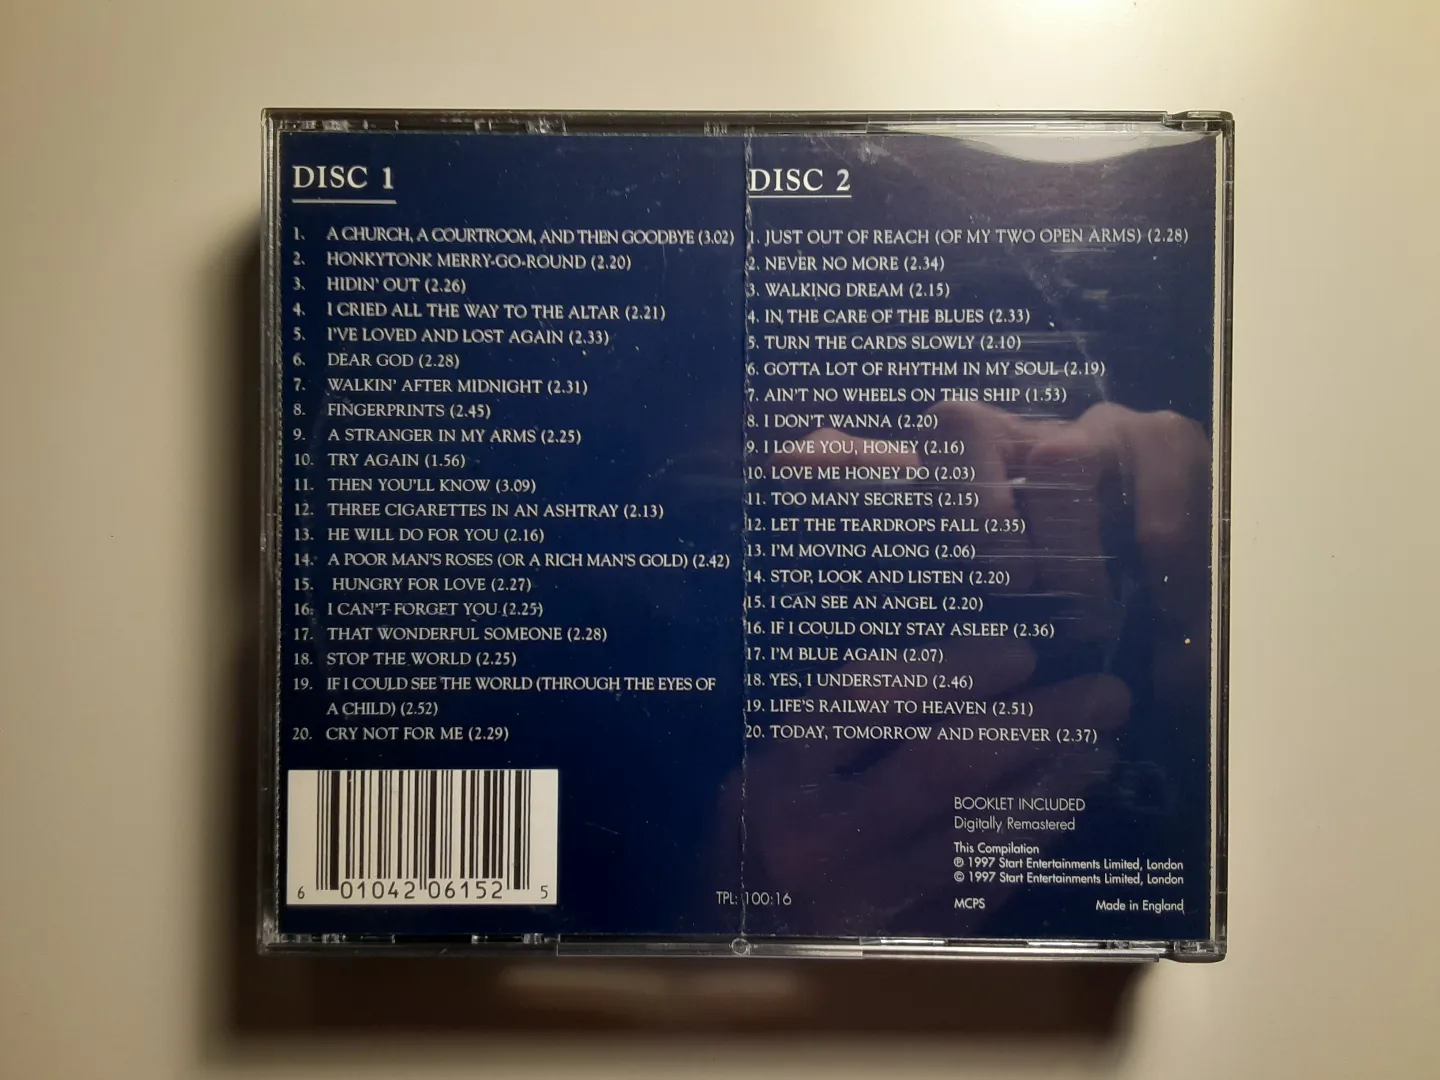 DISC 1
1. A CHURCH, A COURTROOM, AND THEN GOODBYE (3.02)
2. HONKYTONK MERRY-GO-ROUND (2.20)
3. HIDIN' OUT (2.26)
4. I CRIED ALL THE WAY TO THE ALTAR (2.21)
5. I'VE LOVED AND LOST AGAIN (2.33)
6. DEAR GOD (2.28)
7. WALKIN' AFTER MIDNIGHT (2.31)
8. FINGERPRINTS (2.45)
9. A STRANGER IN MY ARMS (2.25)
10. TRY AGAIN (1.56)
11. THEN YOU'LL KNOW (3.09)
12. THREE CIGARETTES IN AN ASHTRAY (2.13)
13. HE WILL DO FOR YOU (2.16)
14. A POOR MAN'S ROSES (OR A RICH MAN'S GOLD) (2.42)
15. HUNGRY FOR LOVE (2.27)
16. I CAN'T FORGET YOU (2.25)
17. THAT WONDERFUL SOMEONE (2.28)
18. STOP THE WORLD (2.25)
19. IF I COULD SEE THE WORLD (THROUGH THE EYES OF
A CHILD) (2.52)
20. CRY NOT FOR ME (2.29)
DISC 2
1. JUST OUT OF REACH (OF MY TWO OPEN ARMS) (2.28)
2. NEVER NO MORE (2.34)
3. WALKING DREAM (2.15)
4. IN THE CARE OF THE BLUES (2.33)
5. TURN THE CARDS SLOWLY (2.10)
6. GOTTA LOT OF RHYTHM IN MY SOUL (2.19)
7. AIN'T NO WHEELS ON THIS SHIP (1.53)
8. I DON'T WANNA (2.20)
9. I LOVE YOU, HONEY (2.16)
10. LOVE ME HONEY DO (2.03)
11. TOO MANY SECRETS (2.15)
12. LET THE TEARDROPS FALL (2.35)
13. I'M MOVING ALONG (2.06)
14. STOP, LOOK AND LISTEN (2.20)
15. I CAN SEE AN ANGEL (2.20)
16. IF I COULD ONLY STAY ASLEEP (2.36)
17. I'M BLUE AGAIN (2.07)
18. YES, I UNDERSTAND (2.46)
19. LIFE'S RAILWAY TO HEAVEN (2.51)
20. TODAY, TOMORROW AND FOREVER (2.37)
6 01042 06152 5
TPL: 100:16
BOOKLET INCLUDED
Digitally Remastered
This Compilation
℗ 1997 Start Entertainments Limited, London
© 1997 Start Entertainments Limited, London
MCPS Made in England